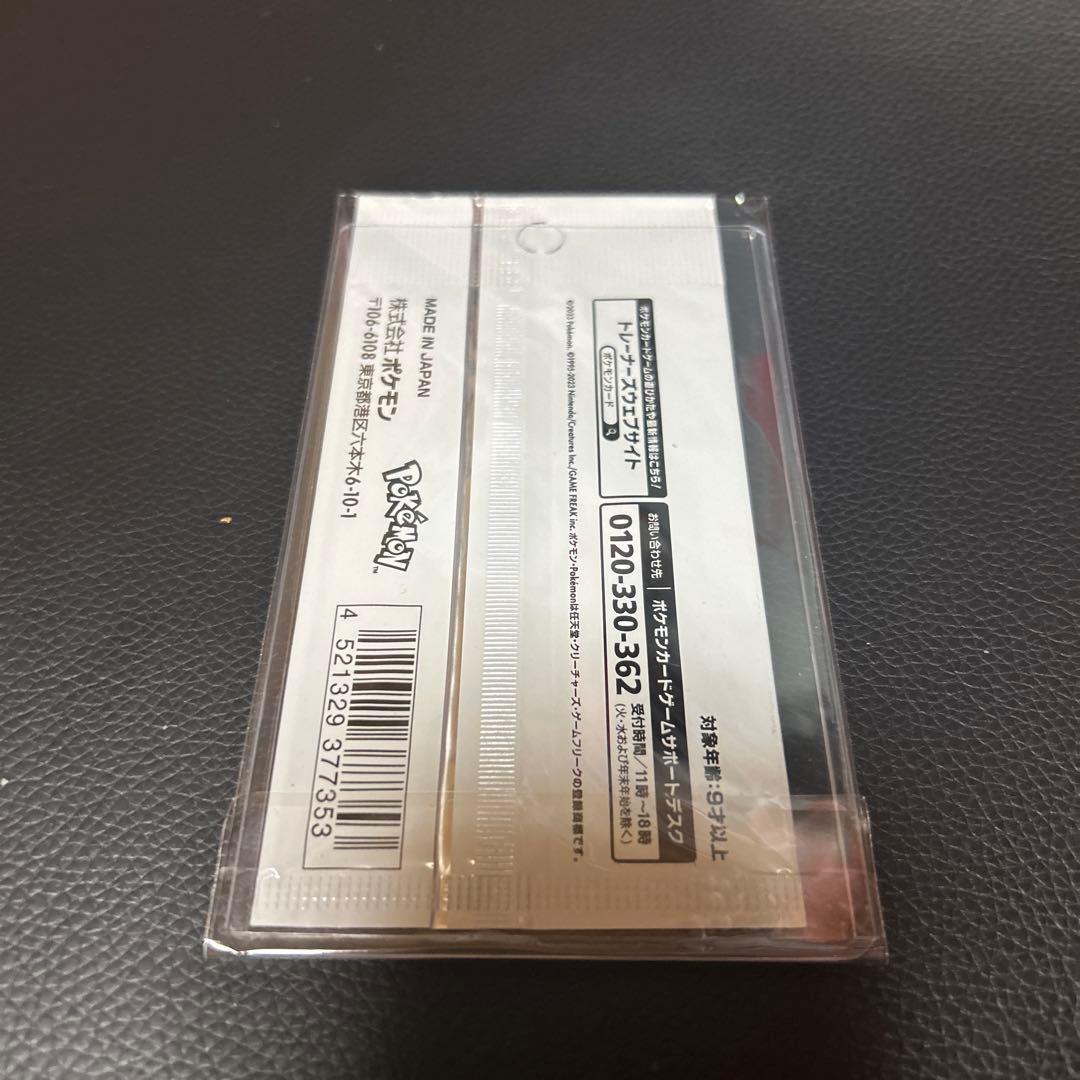 対象年齢:9才以上
ポケモンカードゲームの遊びかたや最新情報はこちら!
トレーナーズウェブサイト
ポケモンカード
お問い合わせ先 ポケモンカードゲームサポートデスク
0120-330-362 受付時間/11時~18時
(火・水および年末年始を除く)
©2023 Pokémon. ©1995-2023 Nintendo/Creatures Inc./GAME FREAK inc. ポケモン・Pokémonは任天堂・クリーチャーズ・ゲームフリークの登録商標です。
MADE IN JAPAN
株式会社 ポケモン
〒106-6108 東京都港区六本木6-10-1
POKéMON™
4 521329 377353